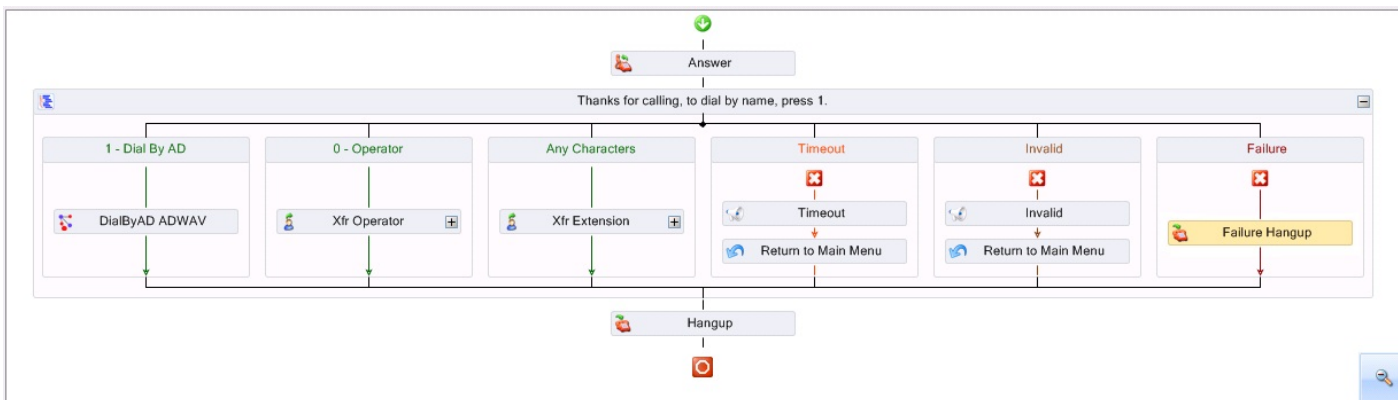 Answer
Thanks for calling, to dial by name, press 1.
1 - Dial By AD
0 - Operator
Any Characters
Timeout
Invalid
Failure
DialByAD ADWAV
Xfr Operator
Xfr Extension
Timeout
Invalid
Failure Hangup
Return to Main Menu
Return to Main Menu
Hangup